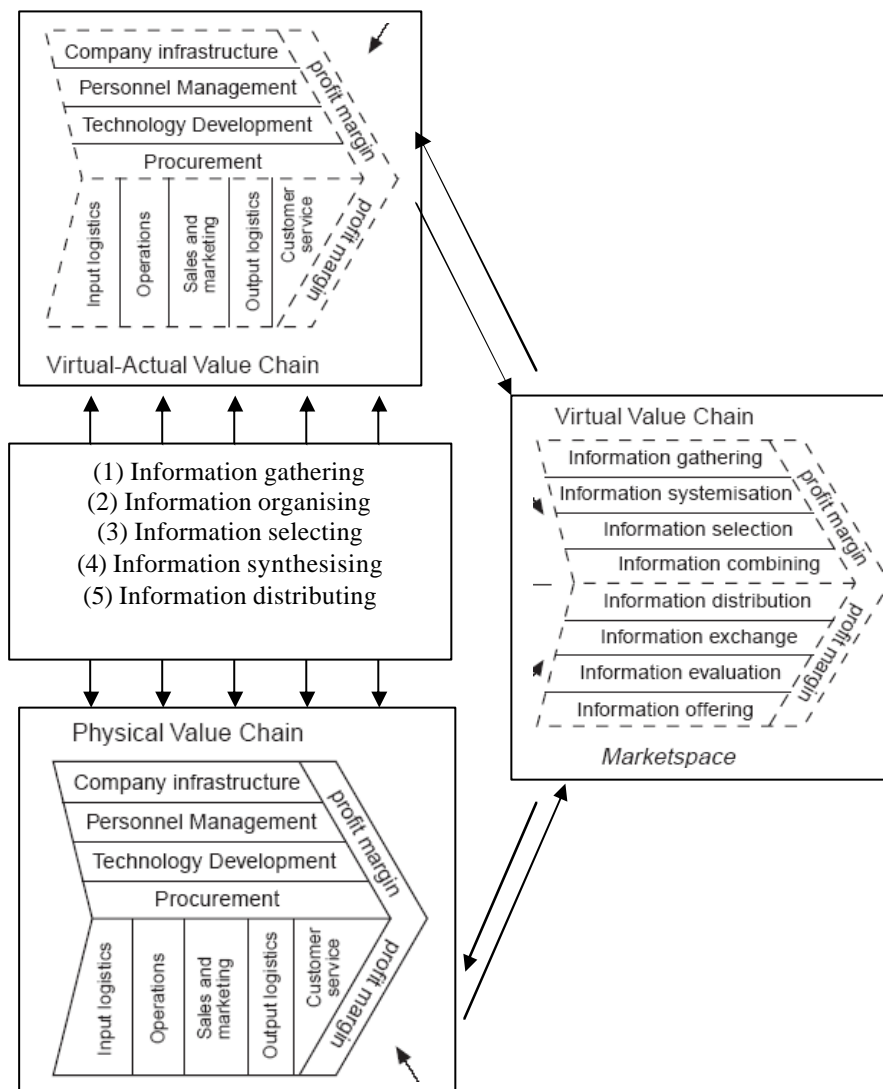 Company infrastructure
Personnel Management
Technology Development
Procurement
Input logistics
Operations
Sales and
marketing
Output logistics
Customer
service
profit margin
profit margin
Virtual-Actual Value Chain
(1) Information gathering
(2) Information organising
(3) Information selecting
(4) Information synthesising
(5) Information distributing
Virtual Value Chain
Information gathering
Information systemisation
Information selection
Information combining
Information distribution
Information exchange
Information evaluation
Information offering
profit margin
profit margin
Marketspace
Physical Value Chain
Company infrastructure
Personnel Management
Technology Development
Procurement
Input logistics
Operations
Sales and
marketing
Output logistics
Customer
service
profit margin
profit margin